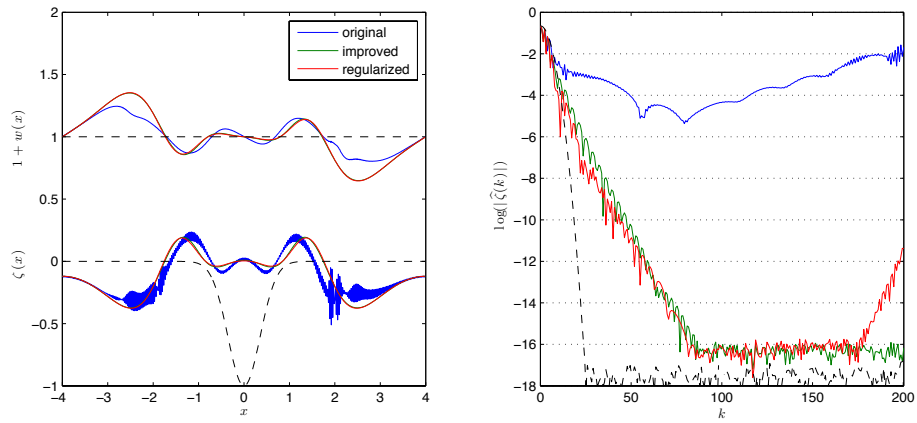 2
1.5
1
0.5
0
−0.5
−1
1 + w(x)
ζ(x)
original
improved
regularized
−4 −3 −2 −1 0 1 2 3 4
x
−0
−2
−4
−6
−8
−10
−12
−14
−16
−18
log(|ζ̂(k)|)
0 50 100 150 200
k